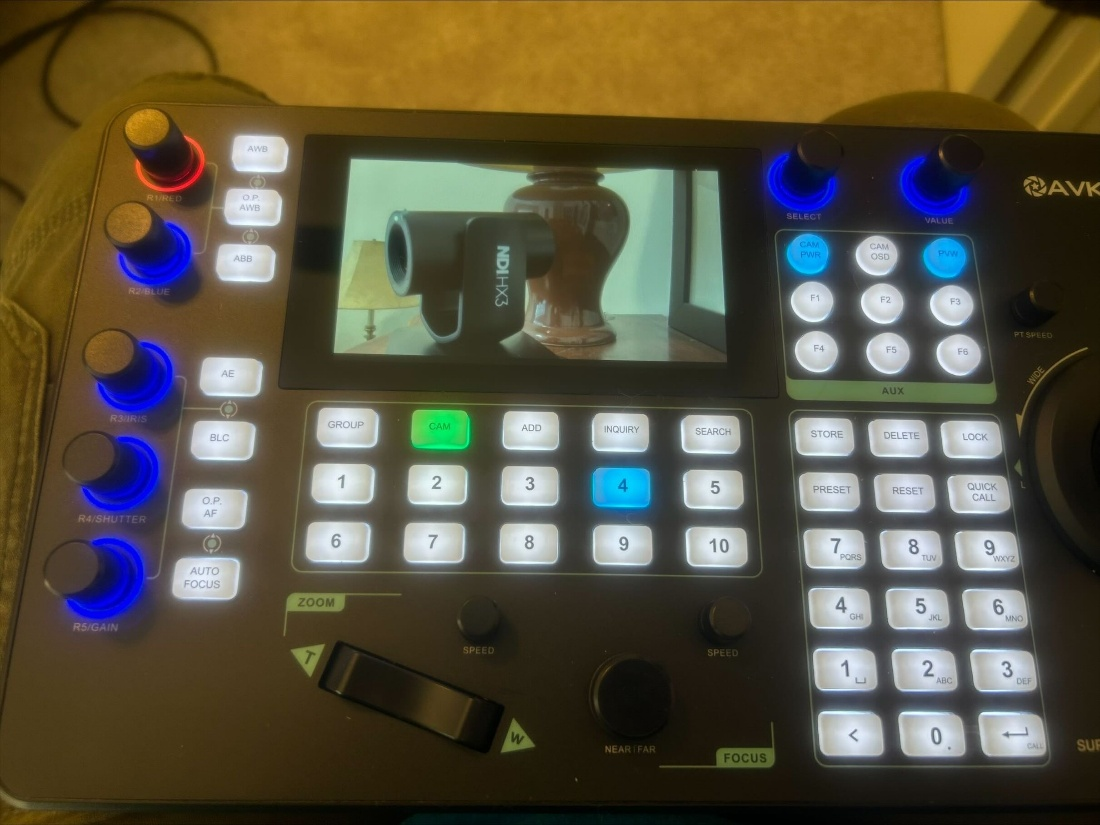 AWB
R1/RED
O.P.
AWB
ABB
R2/BLUE
R3/IRIS
AE
BLC
R4/SHUTTER
O.P.
AF
AUTO
FOCUS
R5/GAIN
NDI HX3
SELECT
VALUE
AVK
CAM
PWR
CAM
OSD
PVW
F1
F2
F3
F4
F5
F6
AUX
PT SPEED
WIDE
GROUP
CAM
ADD
INQUIRY
SEARCH
1
2
3
4
5
6
7
8
9
10
STORE
DELETE
LOCK
PRESET
RESET
QUICK
CALL
7 PQRS
8 TUV
9 WXYZ
4 GHI
5 JKL
6 MNO
1 ␣
2 ABC
3 DEF
<
0 .
↵ CALL
ZOOM
T
W
SPEED
SPEED
NEAR/FAR
FOCUS
L
SUP